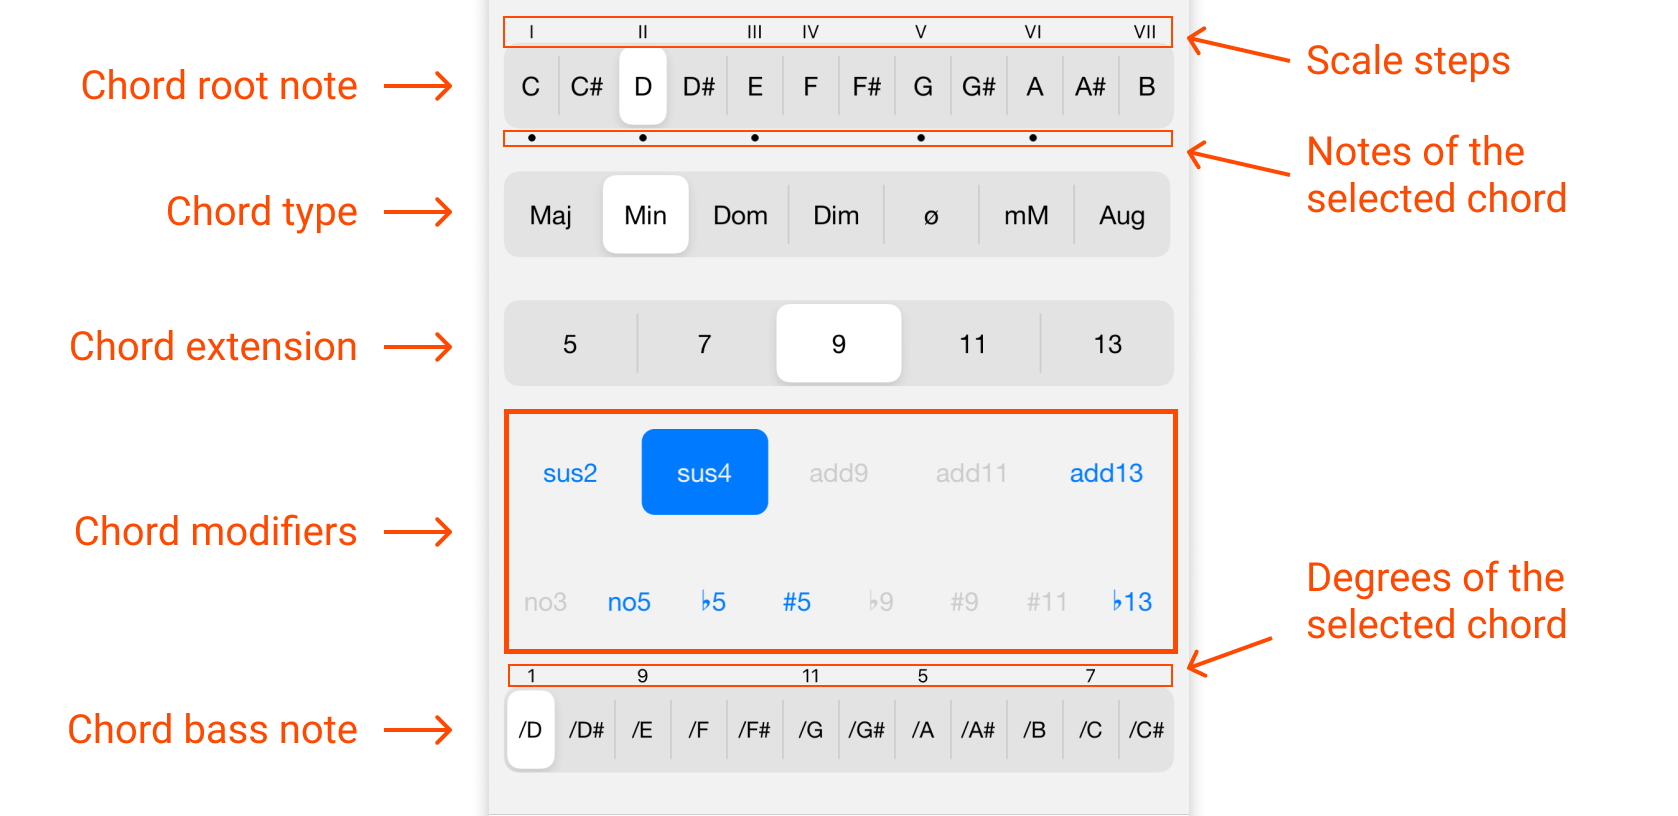 I II III IV V VI VII
Scale steps
Chord root note
C C# D D# E F F# G G# A A# B
Notes of the
selected chord
Chord type
Maj Min Dom Dim ø mM Aug
Chord extension
5 7 9 11 13
sus2 sus4 add9 add11 add13
Chord modifiers
no3 no5 ♭5 #5 ♭9 #9 #11 ♭13
Degrees of the
selected chord
1 9 11 5 7
Chord bass note
/D /D# /E /F /F# /G /G# /A /A# /B /C /C#